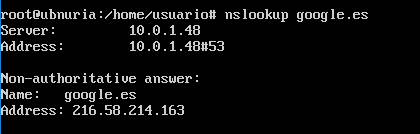 root@ubnuria:/home/usuario# nslookup google.es
Server:         10.0.1.48
Address:        10.0.1.48#53
Non-authoritative answer:
Name:   google.es
Address: 216.58.214.163